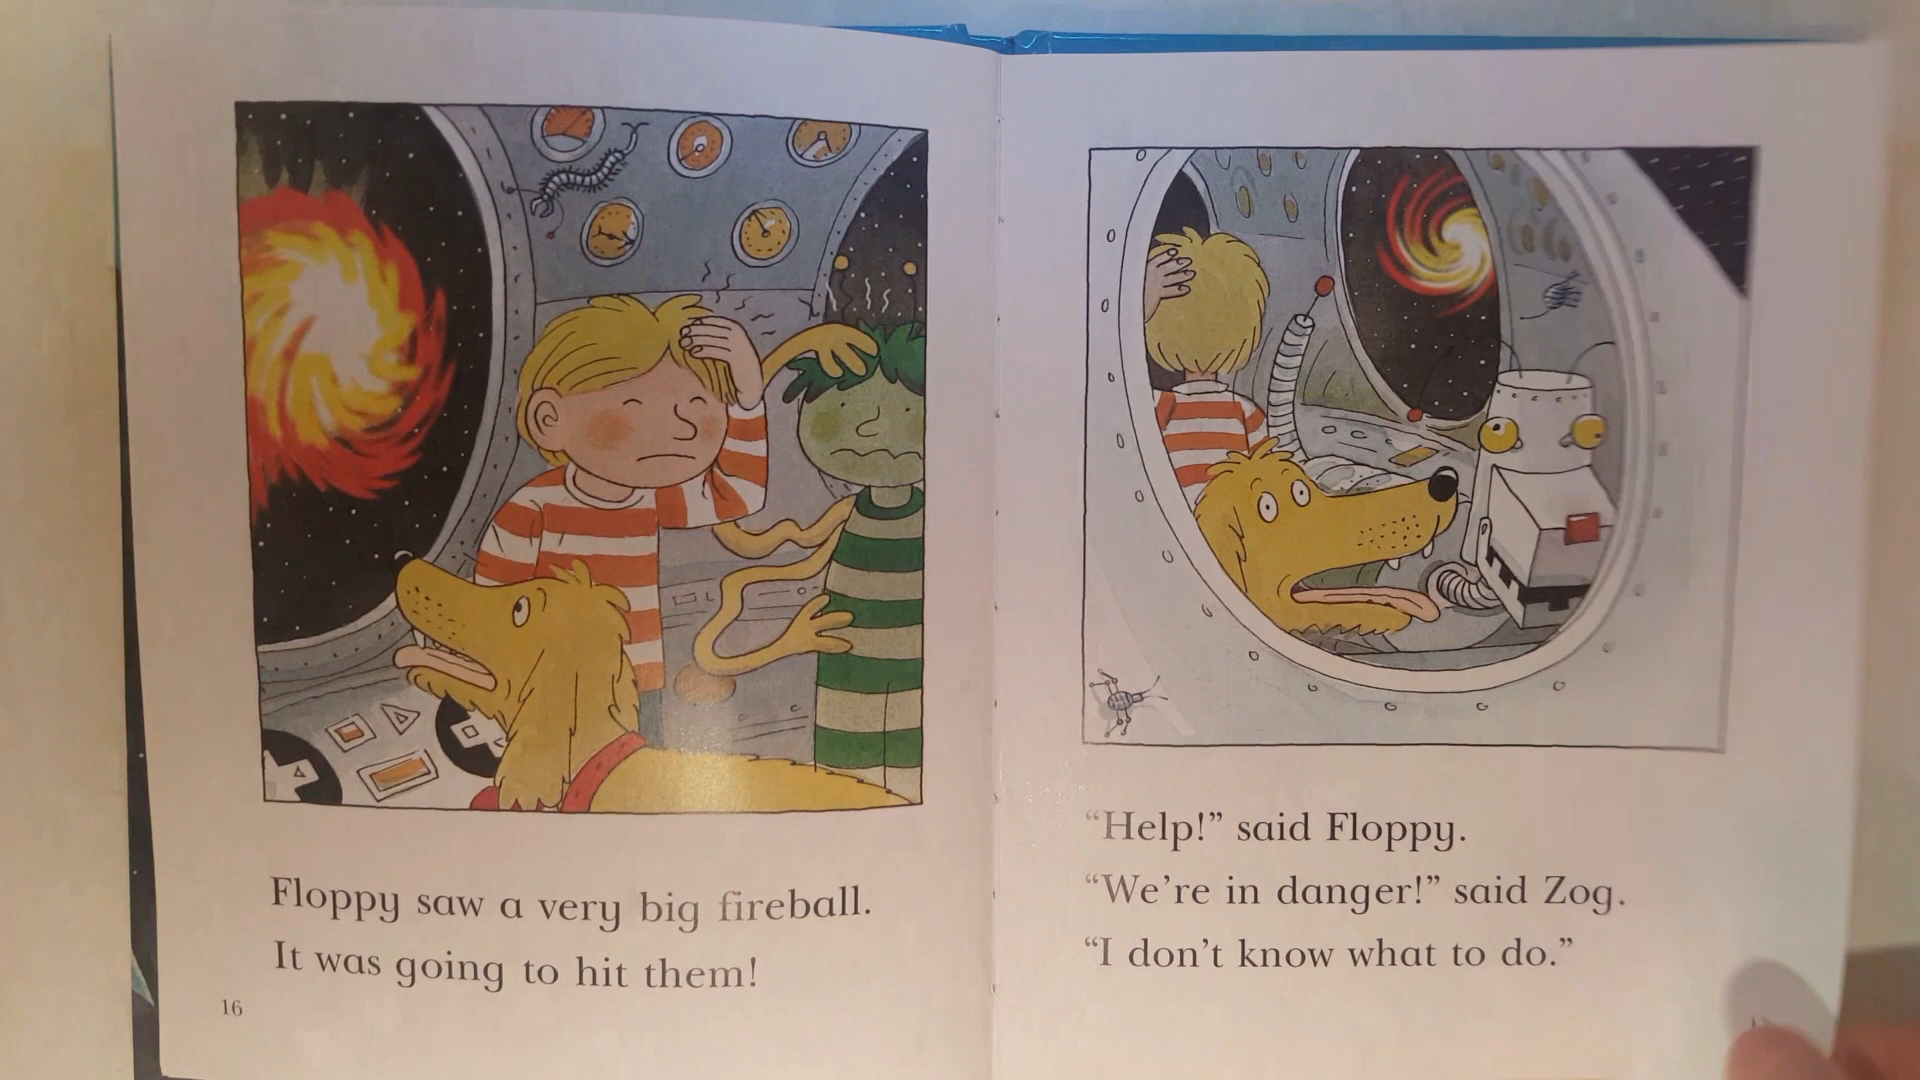 Floppy saw a very big fireball.
It was going to hit them!
16
“Help!” said Floppy.
“We’re in danger!” said Zog.
“I don’t know what to do.”